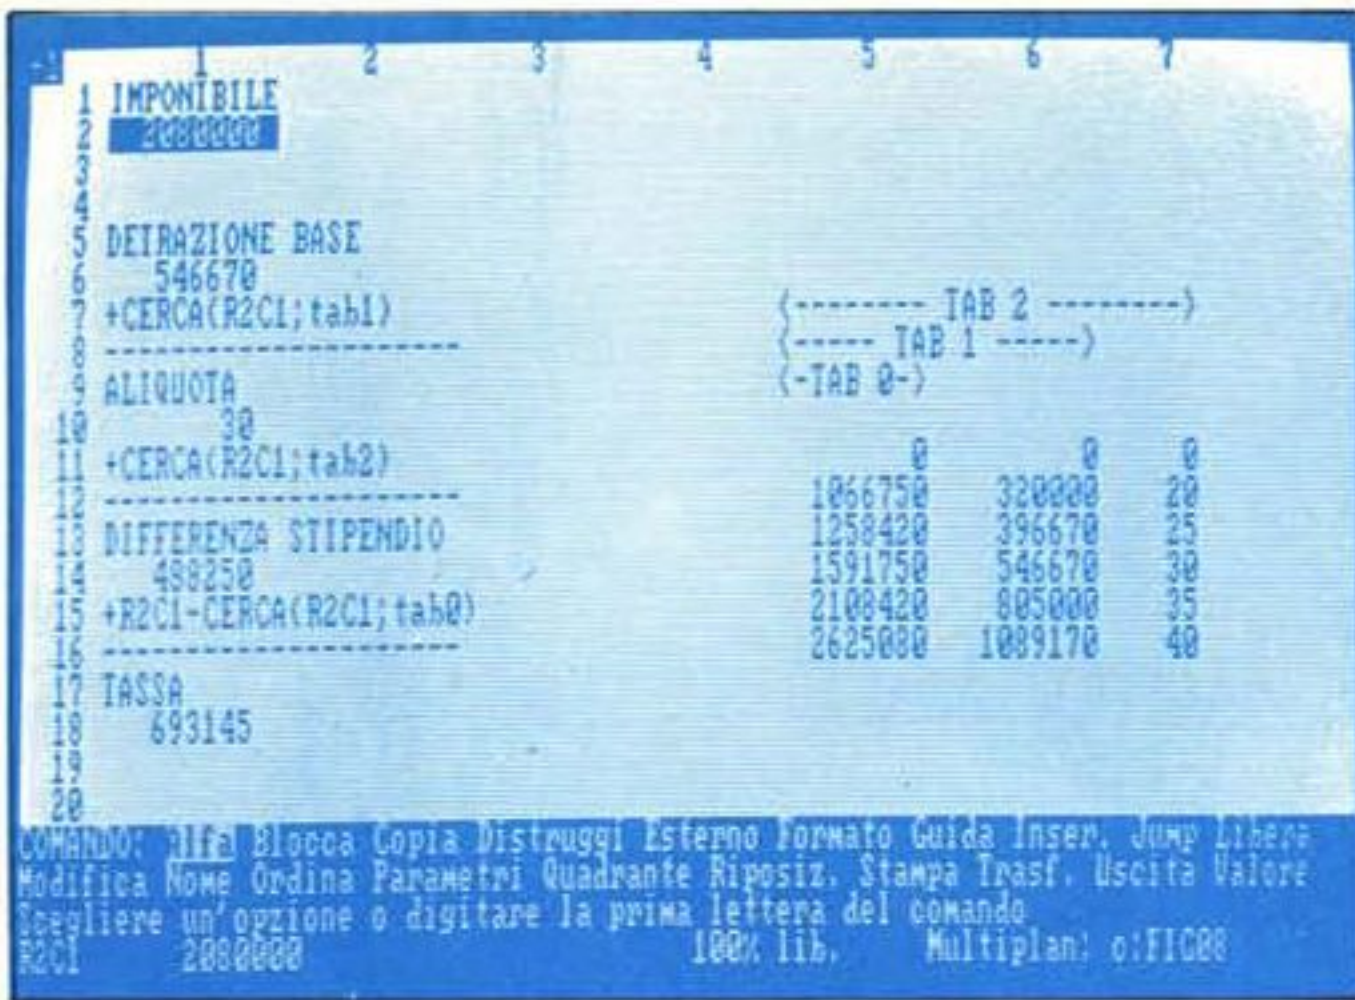 #1 1 2 3 4 5 6 7
1 IMPONIBILE
2 2080000
3
4
5 DETRAZIONE BASE
6 546670
7 +CERCA(R2C1;tab1) <-------- TAB 2 -------->
8 -------------------- <----- TAB 1 ----->
9 ALIQUOTA <-TAB 0->
10 30
11 +CERCA(R2C1;tab2) 0 0 0
12 -------------------- 1066750 320000 20
13 DIFFERENZA STIPENDIO 1258420 396670 25
14 488250 1591750 546670 30
15 +R2C1-CERCA(R2C1;tab0) 2108420 805000 35
16 -------------------- 2625080 1089170 40
17 TASSA
18 693145
19
20
COMANDO: Alfa Blocca Copia Distruggi Esterno Formato Guida Inser. Jump Libera
Modifica Nome Ordina Parametri Quadrante Riposiz. Stampa Trasf. Uscita Valore
Scegliere un'opzione o digitare la prima lettera del comando
R2C1 2080000 100% lib. Multiplan: c:FIG08